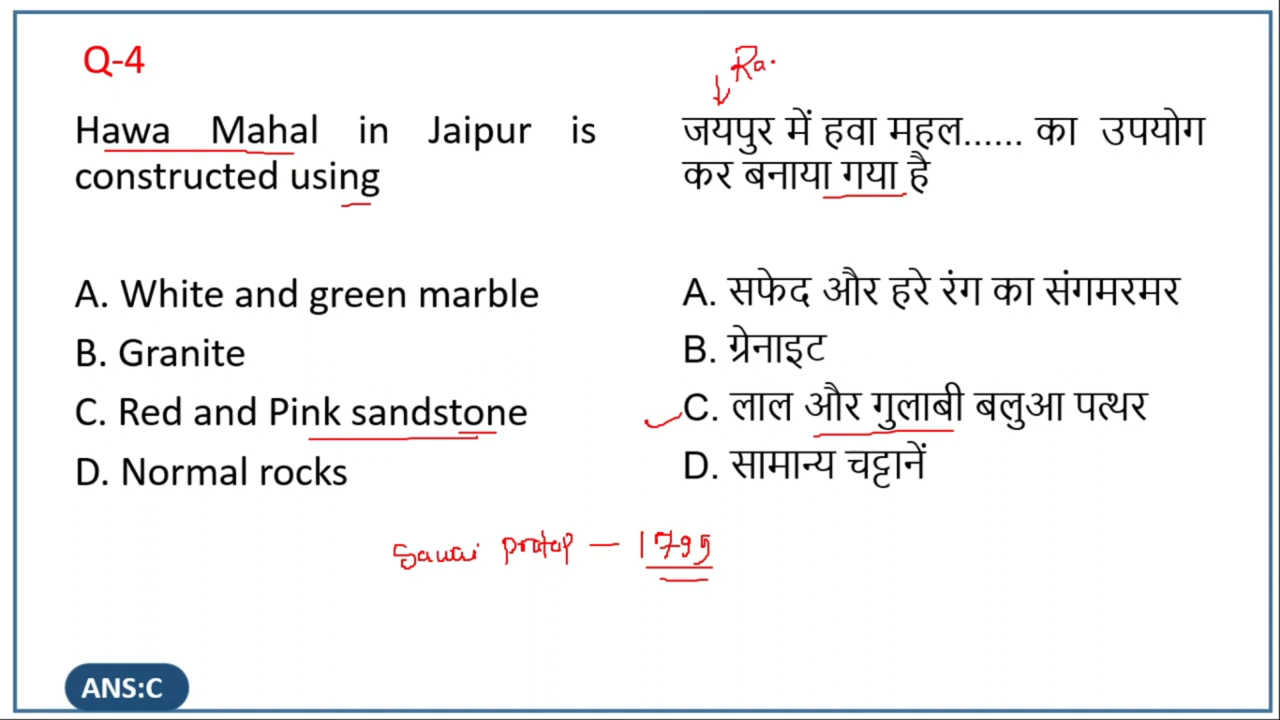 Q-4
Hawa Mahal in Jaipur is
constructed using
A. White and green marble
B. Granite
C. Red and Pink sandstone
D. Normal rocks
Ra.
जयपुर में हवा महल...... का उपयोग
कर बनाया गया है
A. सफेद और हरे रंग का संगमरमर
B. ग्रेनाइट
C. लाल और गुलाबी बलुआ पत्थर
D. सामान्य चट्टानें
Sawai pratap — 1795
ANS:C